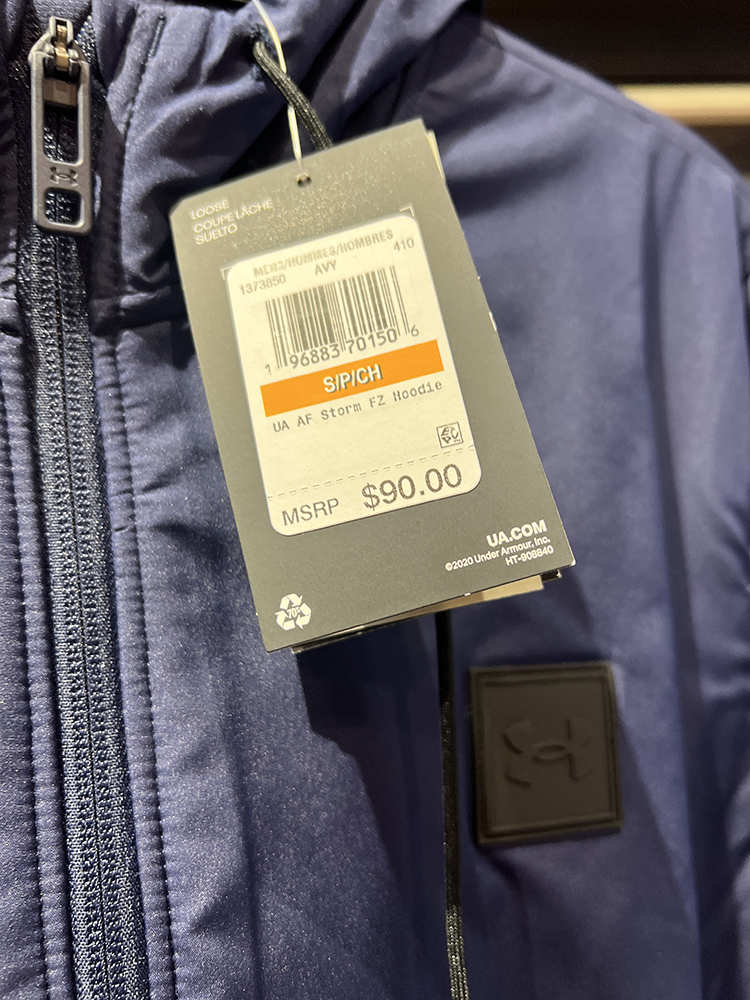 LOOSE
COUPE LÂCHE
SUELTO
MENS/HOMMES/HOMBRES
1373850 AVY 410
1 96883 70150 6
S/P/CH
UA AF Storm FZ Hoodie
MSRP $90.00
UA.COM
©2020 Under Armour, Inc.
HT-908840